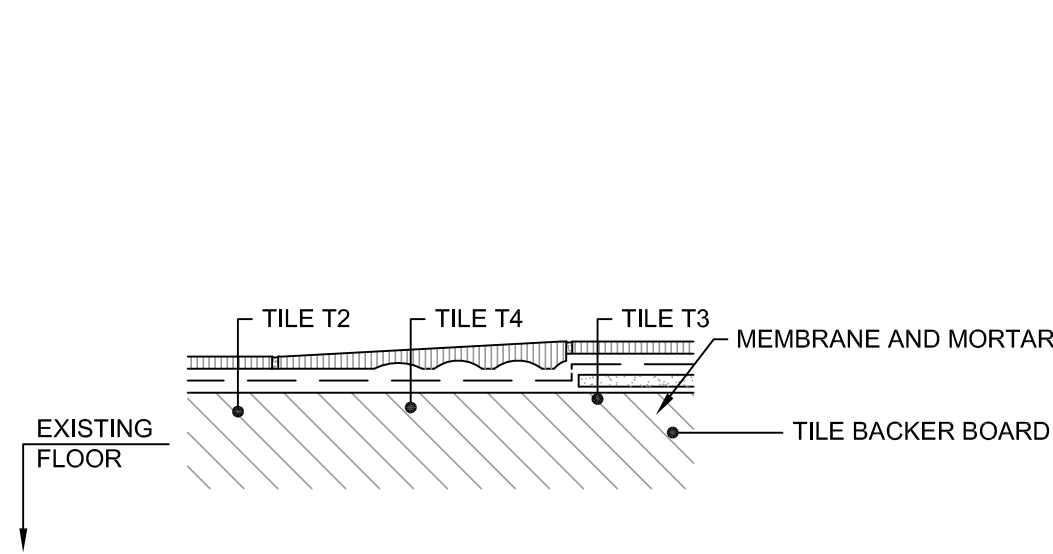 TILE T2
TILE T4
TILE T3
MEMBRANE AND MORTAR
TILE BACKER BOARD
EXISTING
FLOOR